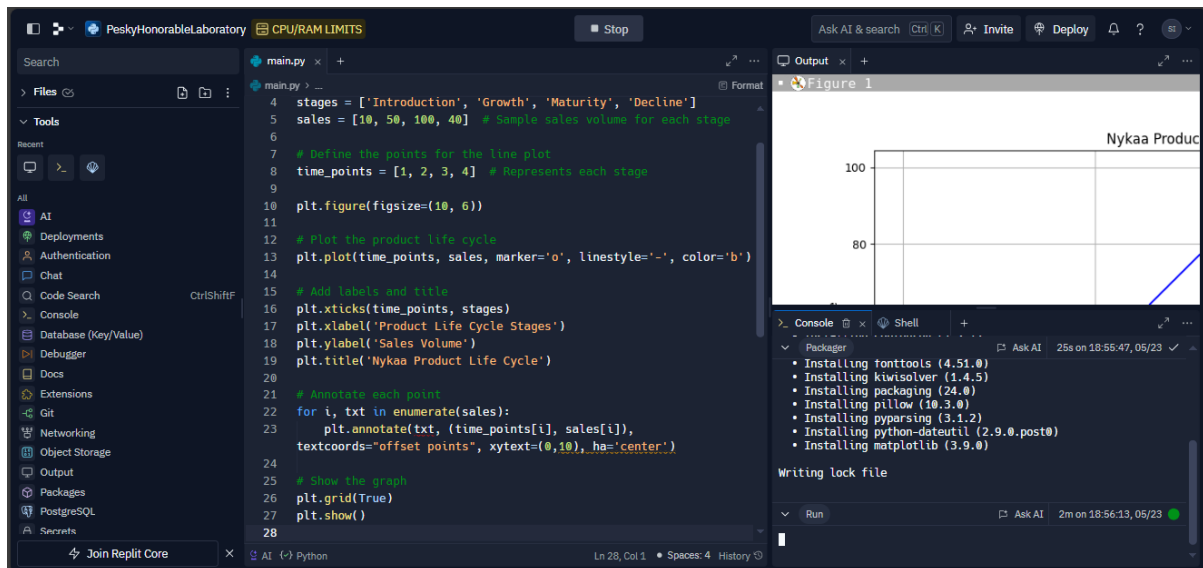 PeskyHonorableLaboratory
CPU/RAM LIMITS
Stop
Ask AI & search Ctrl K
Invite
Deploy
?
SI
Search
Files
Tools
Recent
All
AI
Deployments
Authentication
Chat
Code Search CtrlShiftF
Console
Database (Key/Value)
Debugger
Docs
Extensions
Git
Networking
Object Storage
Output
Packages
PostgreSQL
Secrets
Join Replit Core ×
main.py × +
main.py > ...
Format
4 stages = ['Introduction', 'Growth', 'Maturity', 'Decline']
5 sales = [10, 50, 100, 40]  # Sample sales volume for each stage
6
7 # Define the points for the line plot
8 time_points = [1, 2, 3, 4]  # Represents each stage
9
10 plt.figure(figsize=(10, 6))
11
12 # Plot the product life cycle
13 plt.plot(time_points, sales, marker='o', linestyle='-', color='b')
14
15 # Add labels and title
16 plt.xticks(time_points, stages)
17 plt.xlabel('Product Life Cycle Stages')
18 plt.ylabel('Sales Volume')
19 plt.title('Nykaa Product Life Cycle')
20
21 # Annotate each point
22 for i, txt in enumerate(sales):
23     plt.annotate(txt, (time_points[i], sales[i]),
textcoords="offset points", xytext=(0,10), ha='center')
24
25 # Show the graph
26 plt.grid(True)
27 plt.show()
28
AI {} Python
Ln 28, Col 1 • Spaces: 4 History
Output × +
Figure 1
Nykaa Produc
100
80
Console × Shell +
Packager
Ask AI 25s on 18:55:47, 05/23
• Installing fonttools (4.51.0)
• Installing kiwisolver (1.4.5)
• Installing packaging (24.0)
• Installing pillow (10.3.0)
• Installing pyparsing (3.1.2)
• Installing python-dateutil (2.9.0.post0)
• Installing matplotlib (3.9.0)
Writing lock file
Run
Ask AI 2m on 18:56:13, 05/23